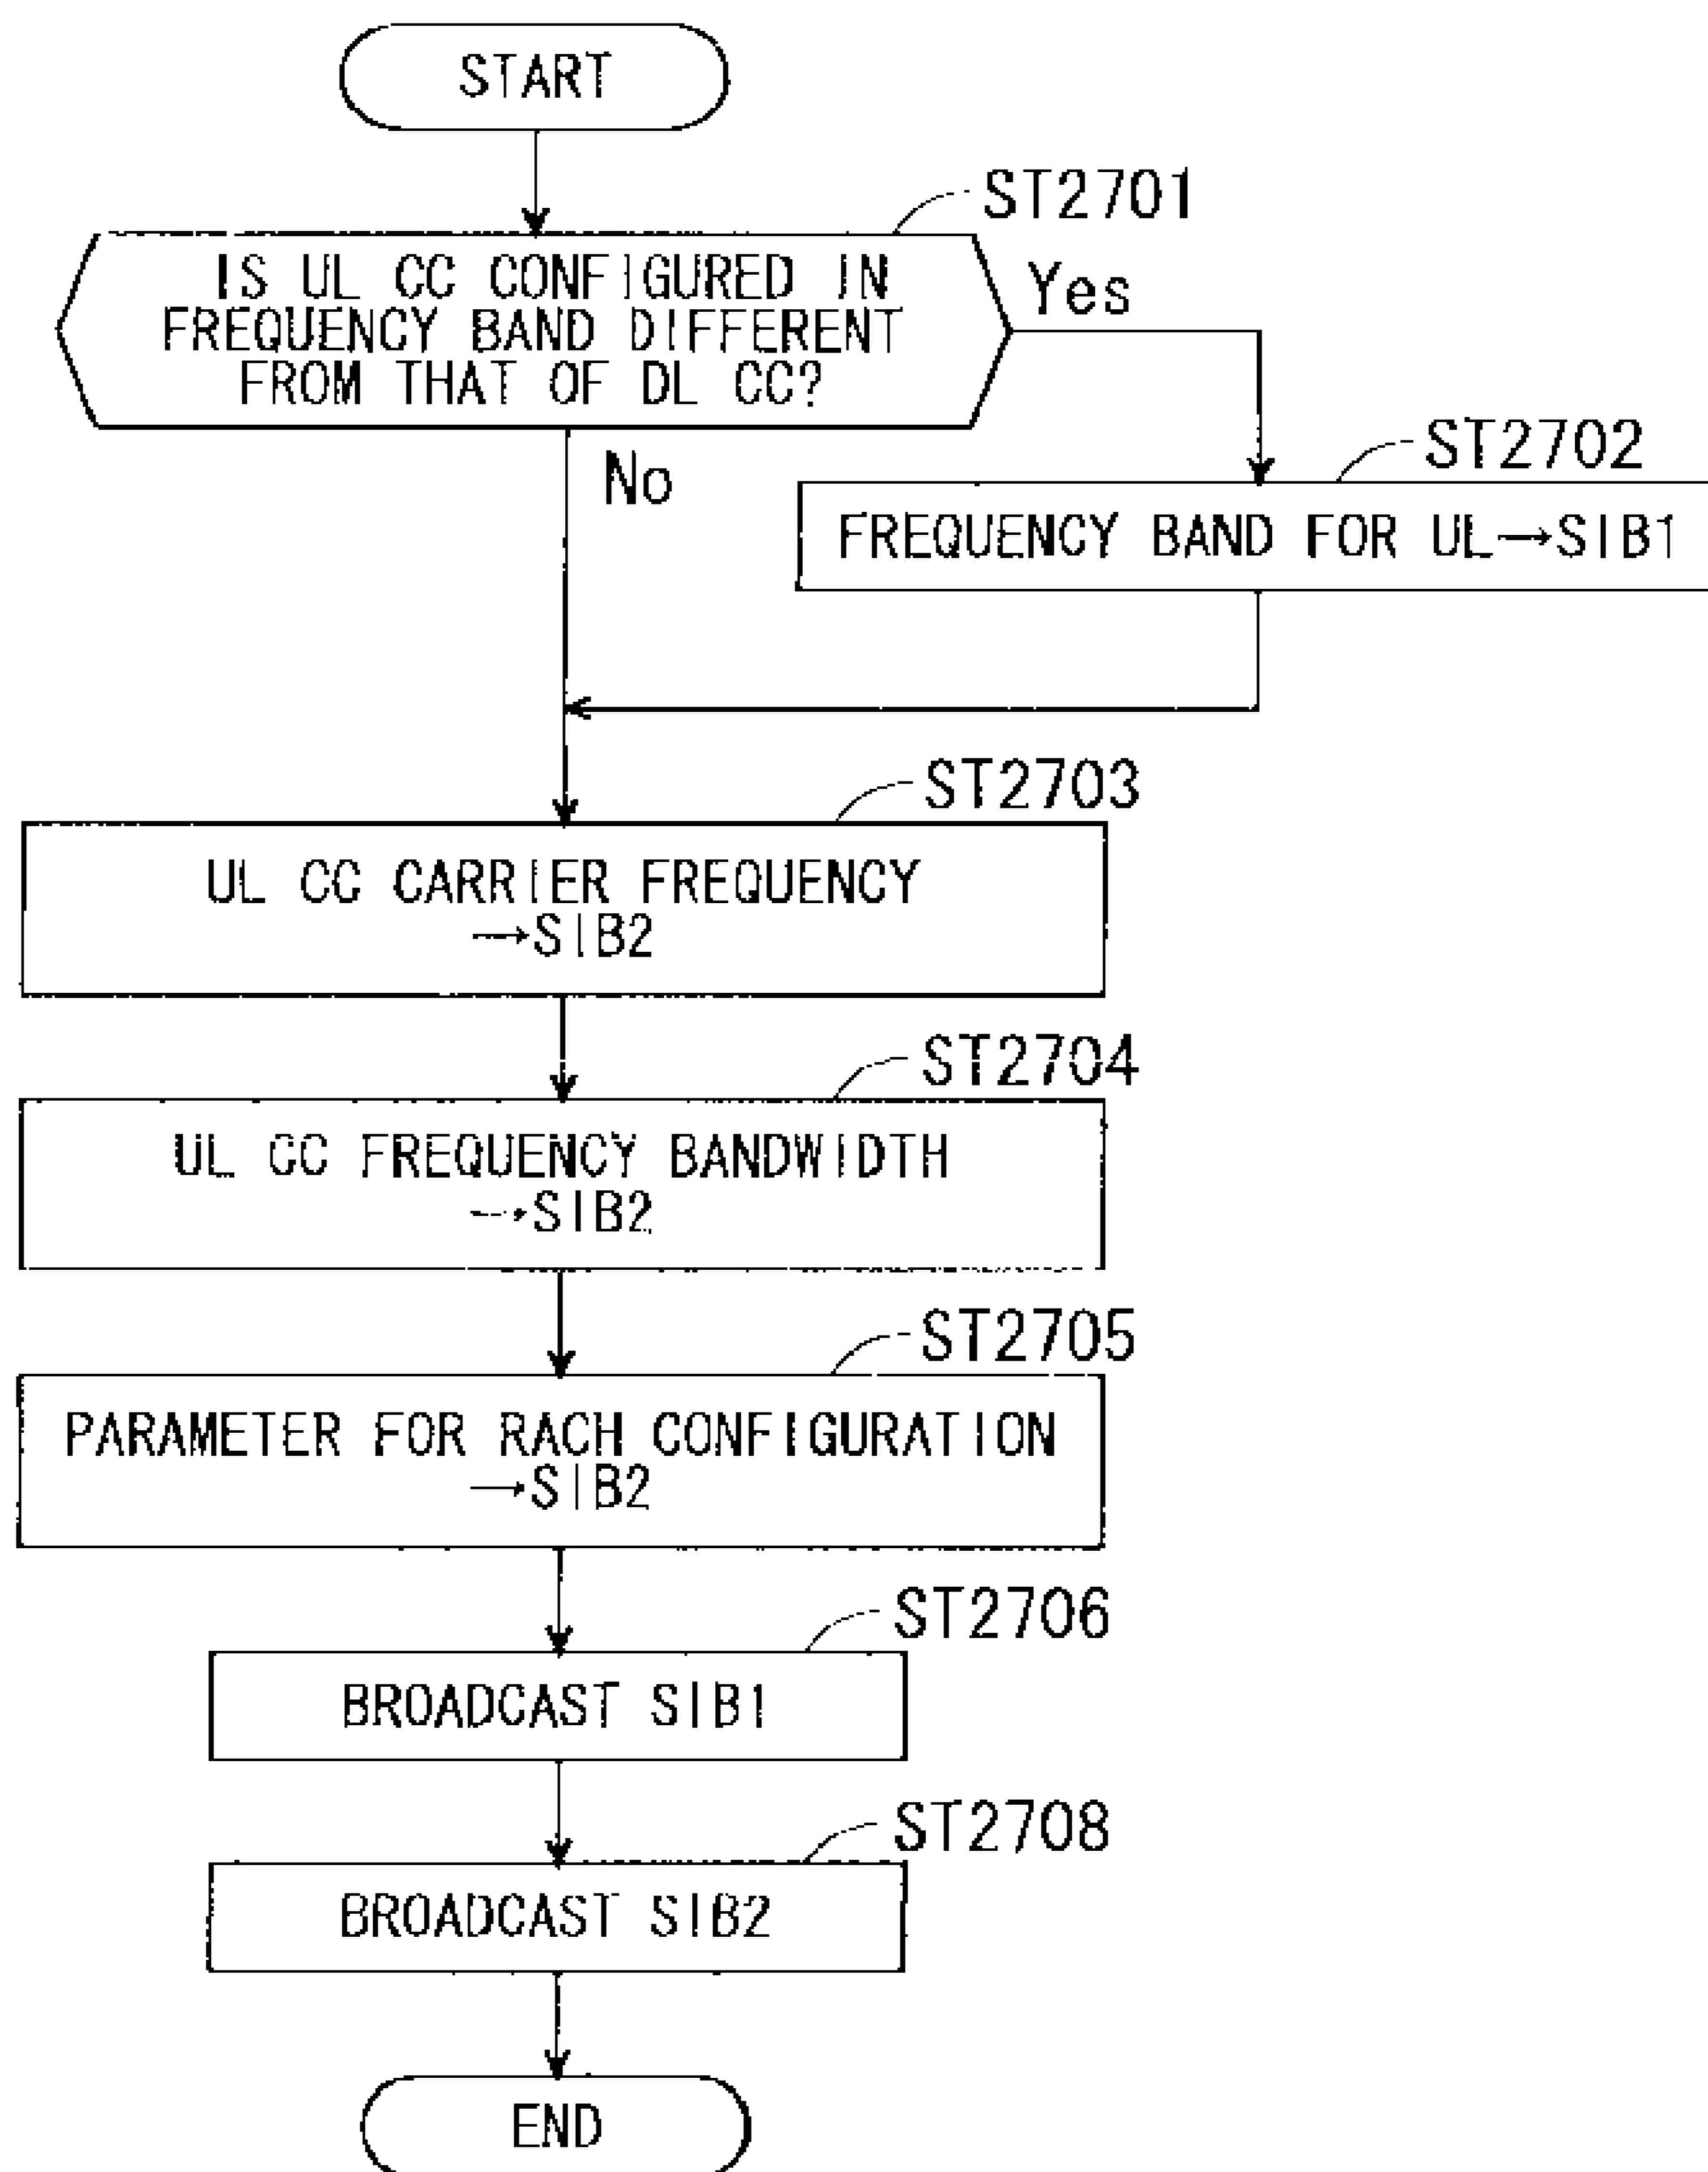 START
ST2701
IS UL CC CONFIGURED IN
FREQUENCY BAND DIFFERENT
FROM THAT OF DL CC?
Yes
No
ST2702
FREQUENCY BAND FOR UL→SIB1
ST2703
UL CC CARRIER FREQUENCY
→SIB2
ST2704
UL CC FREQUENCY BANDWIDTH
→SIB2
ST2705
PARAMETER FOR RACH CONFIGURATION
→SIB2
ST2706
BROADCAST SIB1
ST2708
BROADCAST SIB2
END